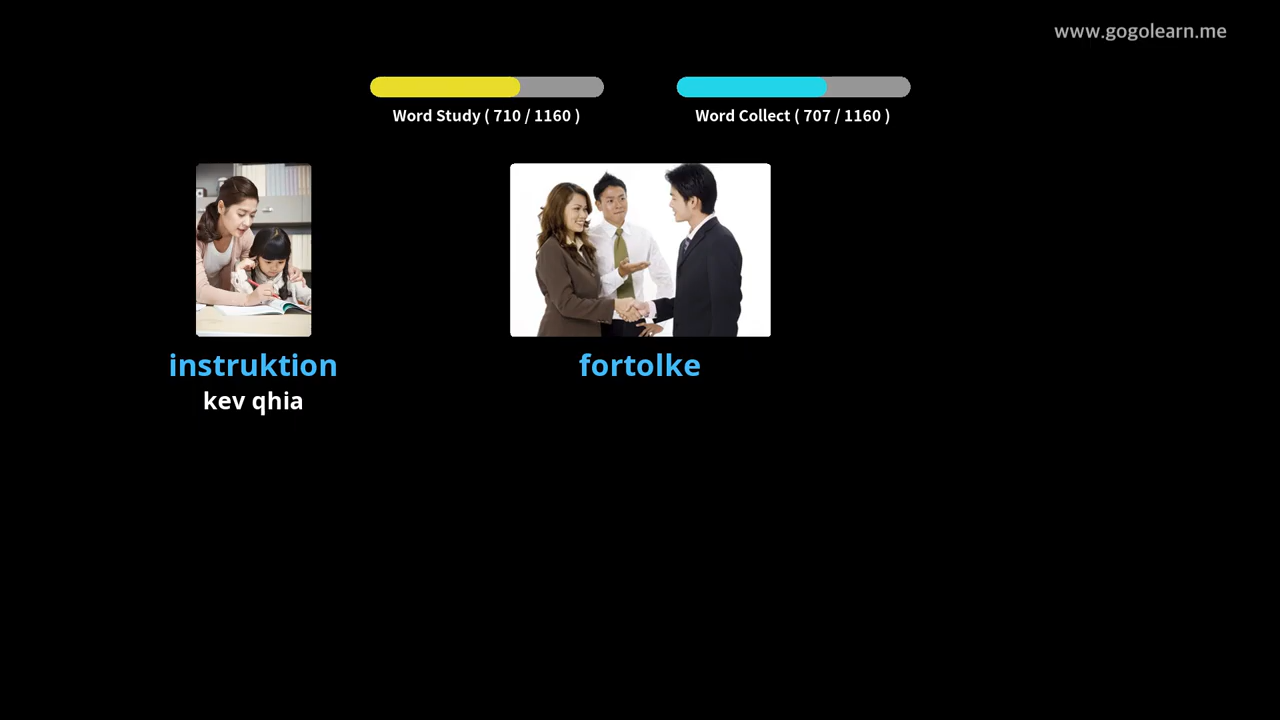 www.gogolearn.me
Word Study ( 710 / 1160 )
Word Collect ( 707 / 1160 )
instruktion
kev qhia
fortolke